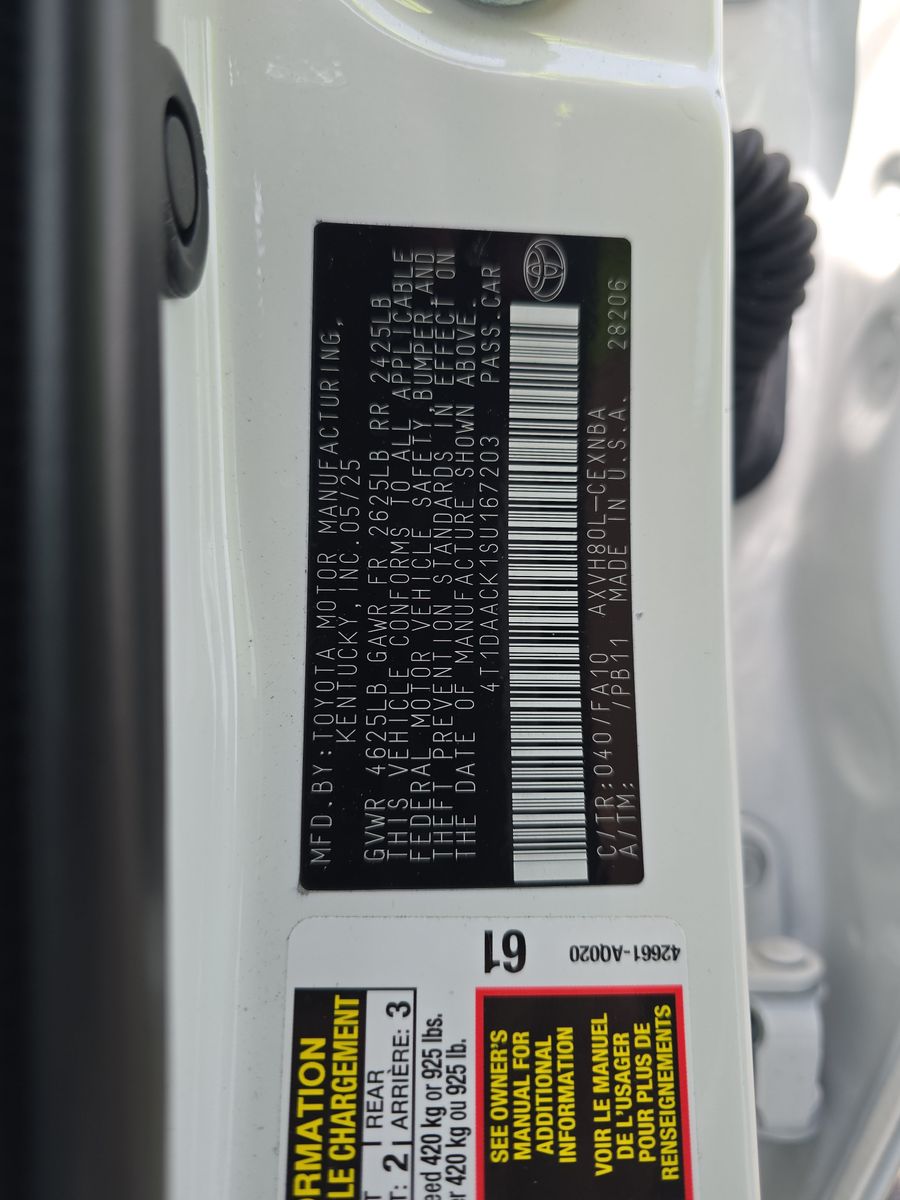 MFD.BY:TOYOTA MOTOR MANUFACTURING,
KENTUCKY,INC.05/25
GVWR 4625LB GAWR FR 2625LB RR 2425LB
THIS VEHICLE CONFORMS TO ALL APPLICABLE
FEDERAL MOTOR VEHICLE SAFETY,BUMPER,AND
THEFT PREVENTION STANDARDS IN EFFECT ON
THE DATE OF MANUFACTURE SHOWN ABOVE.
4T1DAACK1SU167203 PASS.CAR
C/TR:0407/FA10 AXVH80L-CEXNBA
A/TM: /PB11 MADE IN U.S.A. 28206
61
42661-AQ020
RMATION
LE CHARGEMENT
REAR
2 ARRIÈRE: 3
eed 420 kg or 925 lbs.
r 420 kg ou 925 lb.
SEE OWNER'S
MANUAL FOR
ADDITIONAL
INFORMATION
VOIR LE MANUEL
DE L'USAGER
POUR PLUS DE
RENSEIGNEMENTS